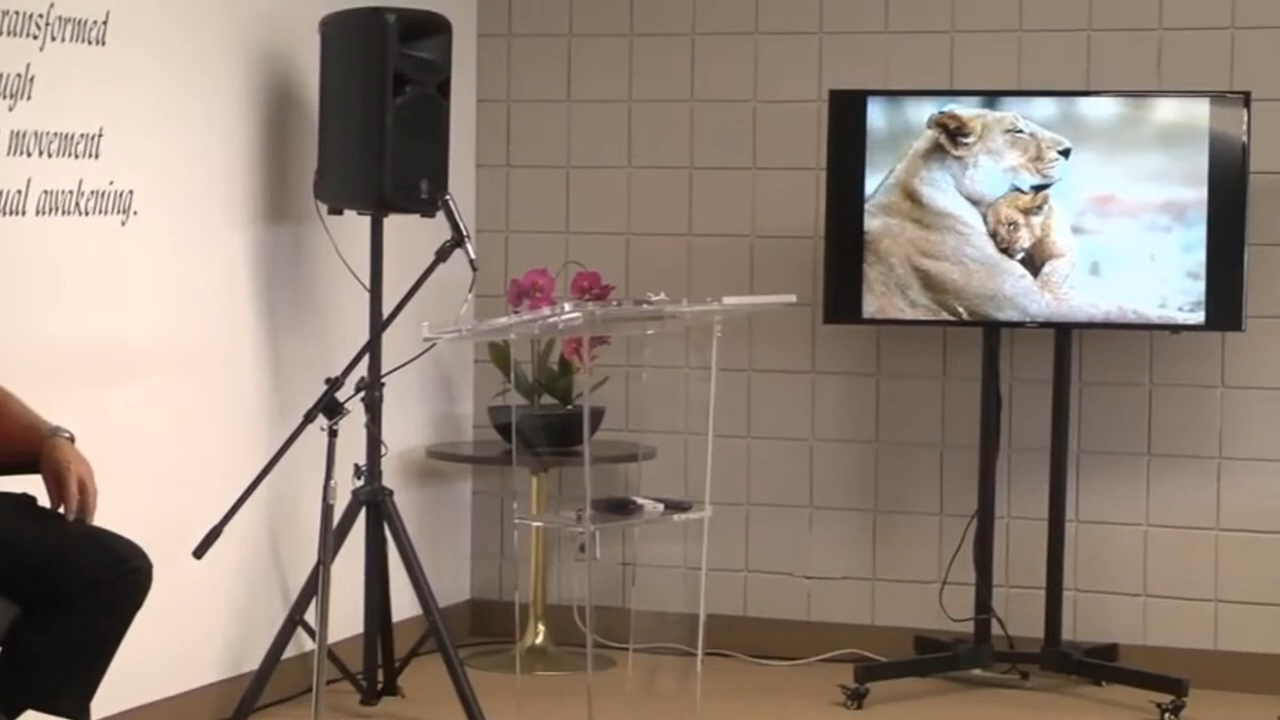 ransformed
ugh
movement
ual awakening.